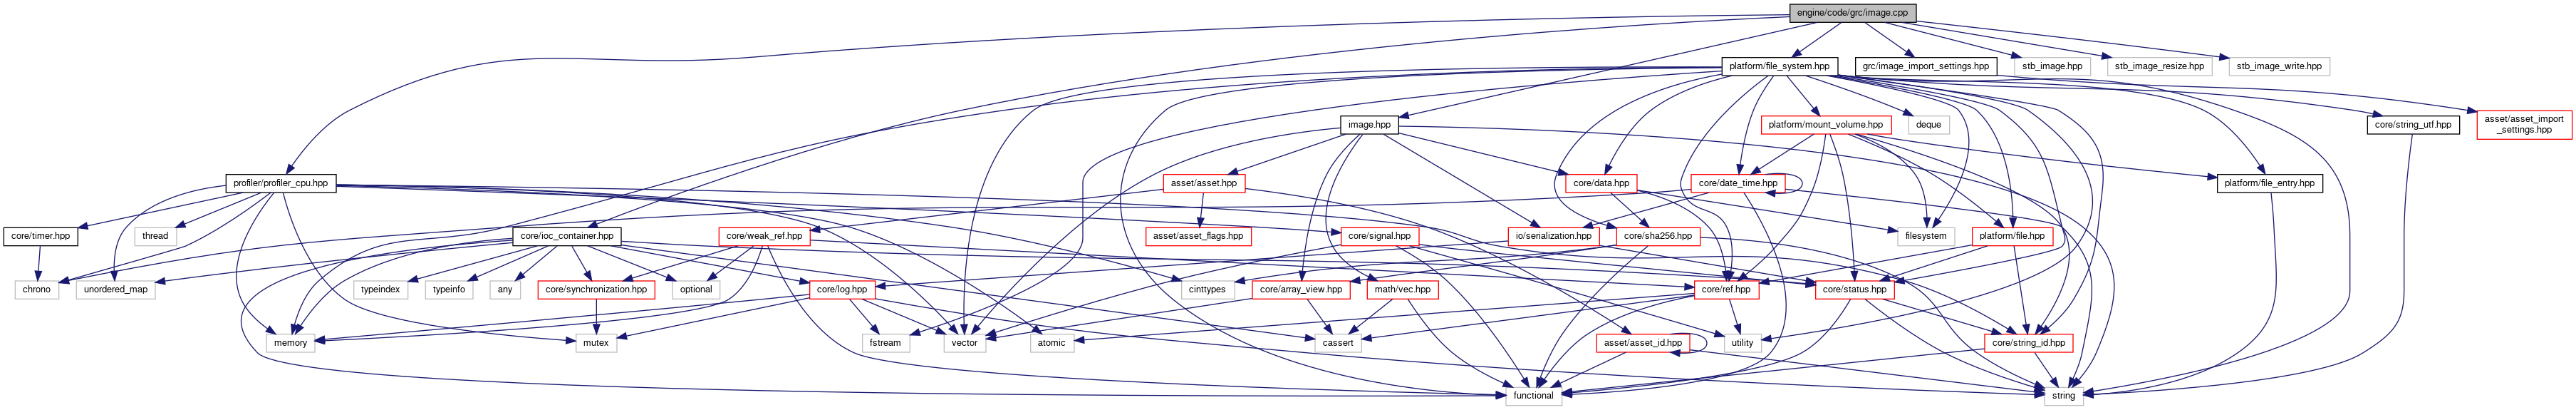 engine/code/grc/image.cpp
platform/file_system.hpp
grc/image_import_settings.hpp
stb_image.hpp
stb_image_resize.hpp
stb_image_write.hpp
image.hpp
platform/mount_volume.hpp
deque
core/string_utf.hpp
asset/asset_import
_settings.hpp
profiler/profiler_cpu.hpp
asset/asset.hpp
core/data.hpp
core/date_time.hpp
platform/file_entry.hpp
core/timer.hpp
thread
core/ioc_container.hpp
core/weak_ref.hpp
asset/asset_flags.hpp
core/signal.hpp
io/serialization.hpp
core/sha256.hpp
filesystem
platform/file.hpp
chrono
unordered_map
typeindex
typeinfo
any
core/synchronization.hpp
optional
core/log.hpp
cinttypes
core/array_view.hpp
math/vec.hpp
core/ref.hpp
core/status.hpp
memory
mutex
fstream
vector
atomic
cassert
asset/asset_id.hpp
utility
core/string_id.hpp
functional
string